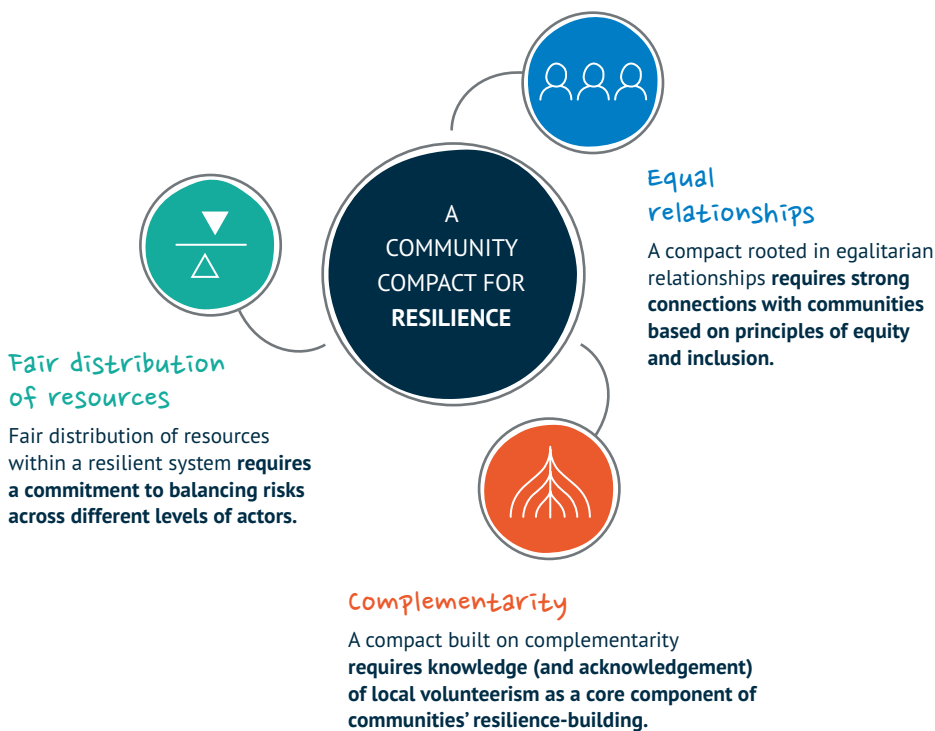 A
COMMUNITY
COMPACT FOR
RESILIENCE
Equal
relationships
A compact rooted in egalitarian
relationships requires strong
connections with communities
based on principles of equity
and inclusion.
Fair distribution
of resources
Fair distribution of resources
within a resilient system requires
a commitment to balancing risks
across different levels of actors.
Complementarity
A compact built on complementarity
requires knowledge (and acknowledgement)
of local volunteerism as a core component of
communities’ resilience-building.